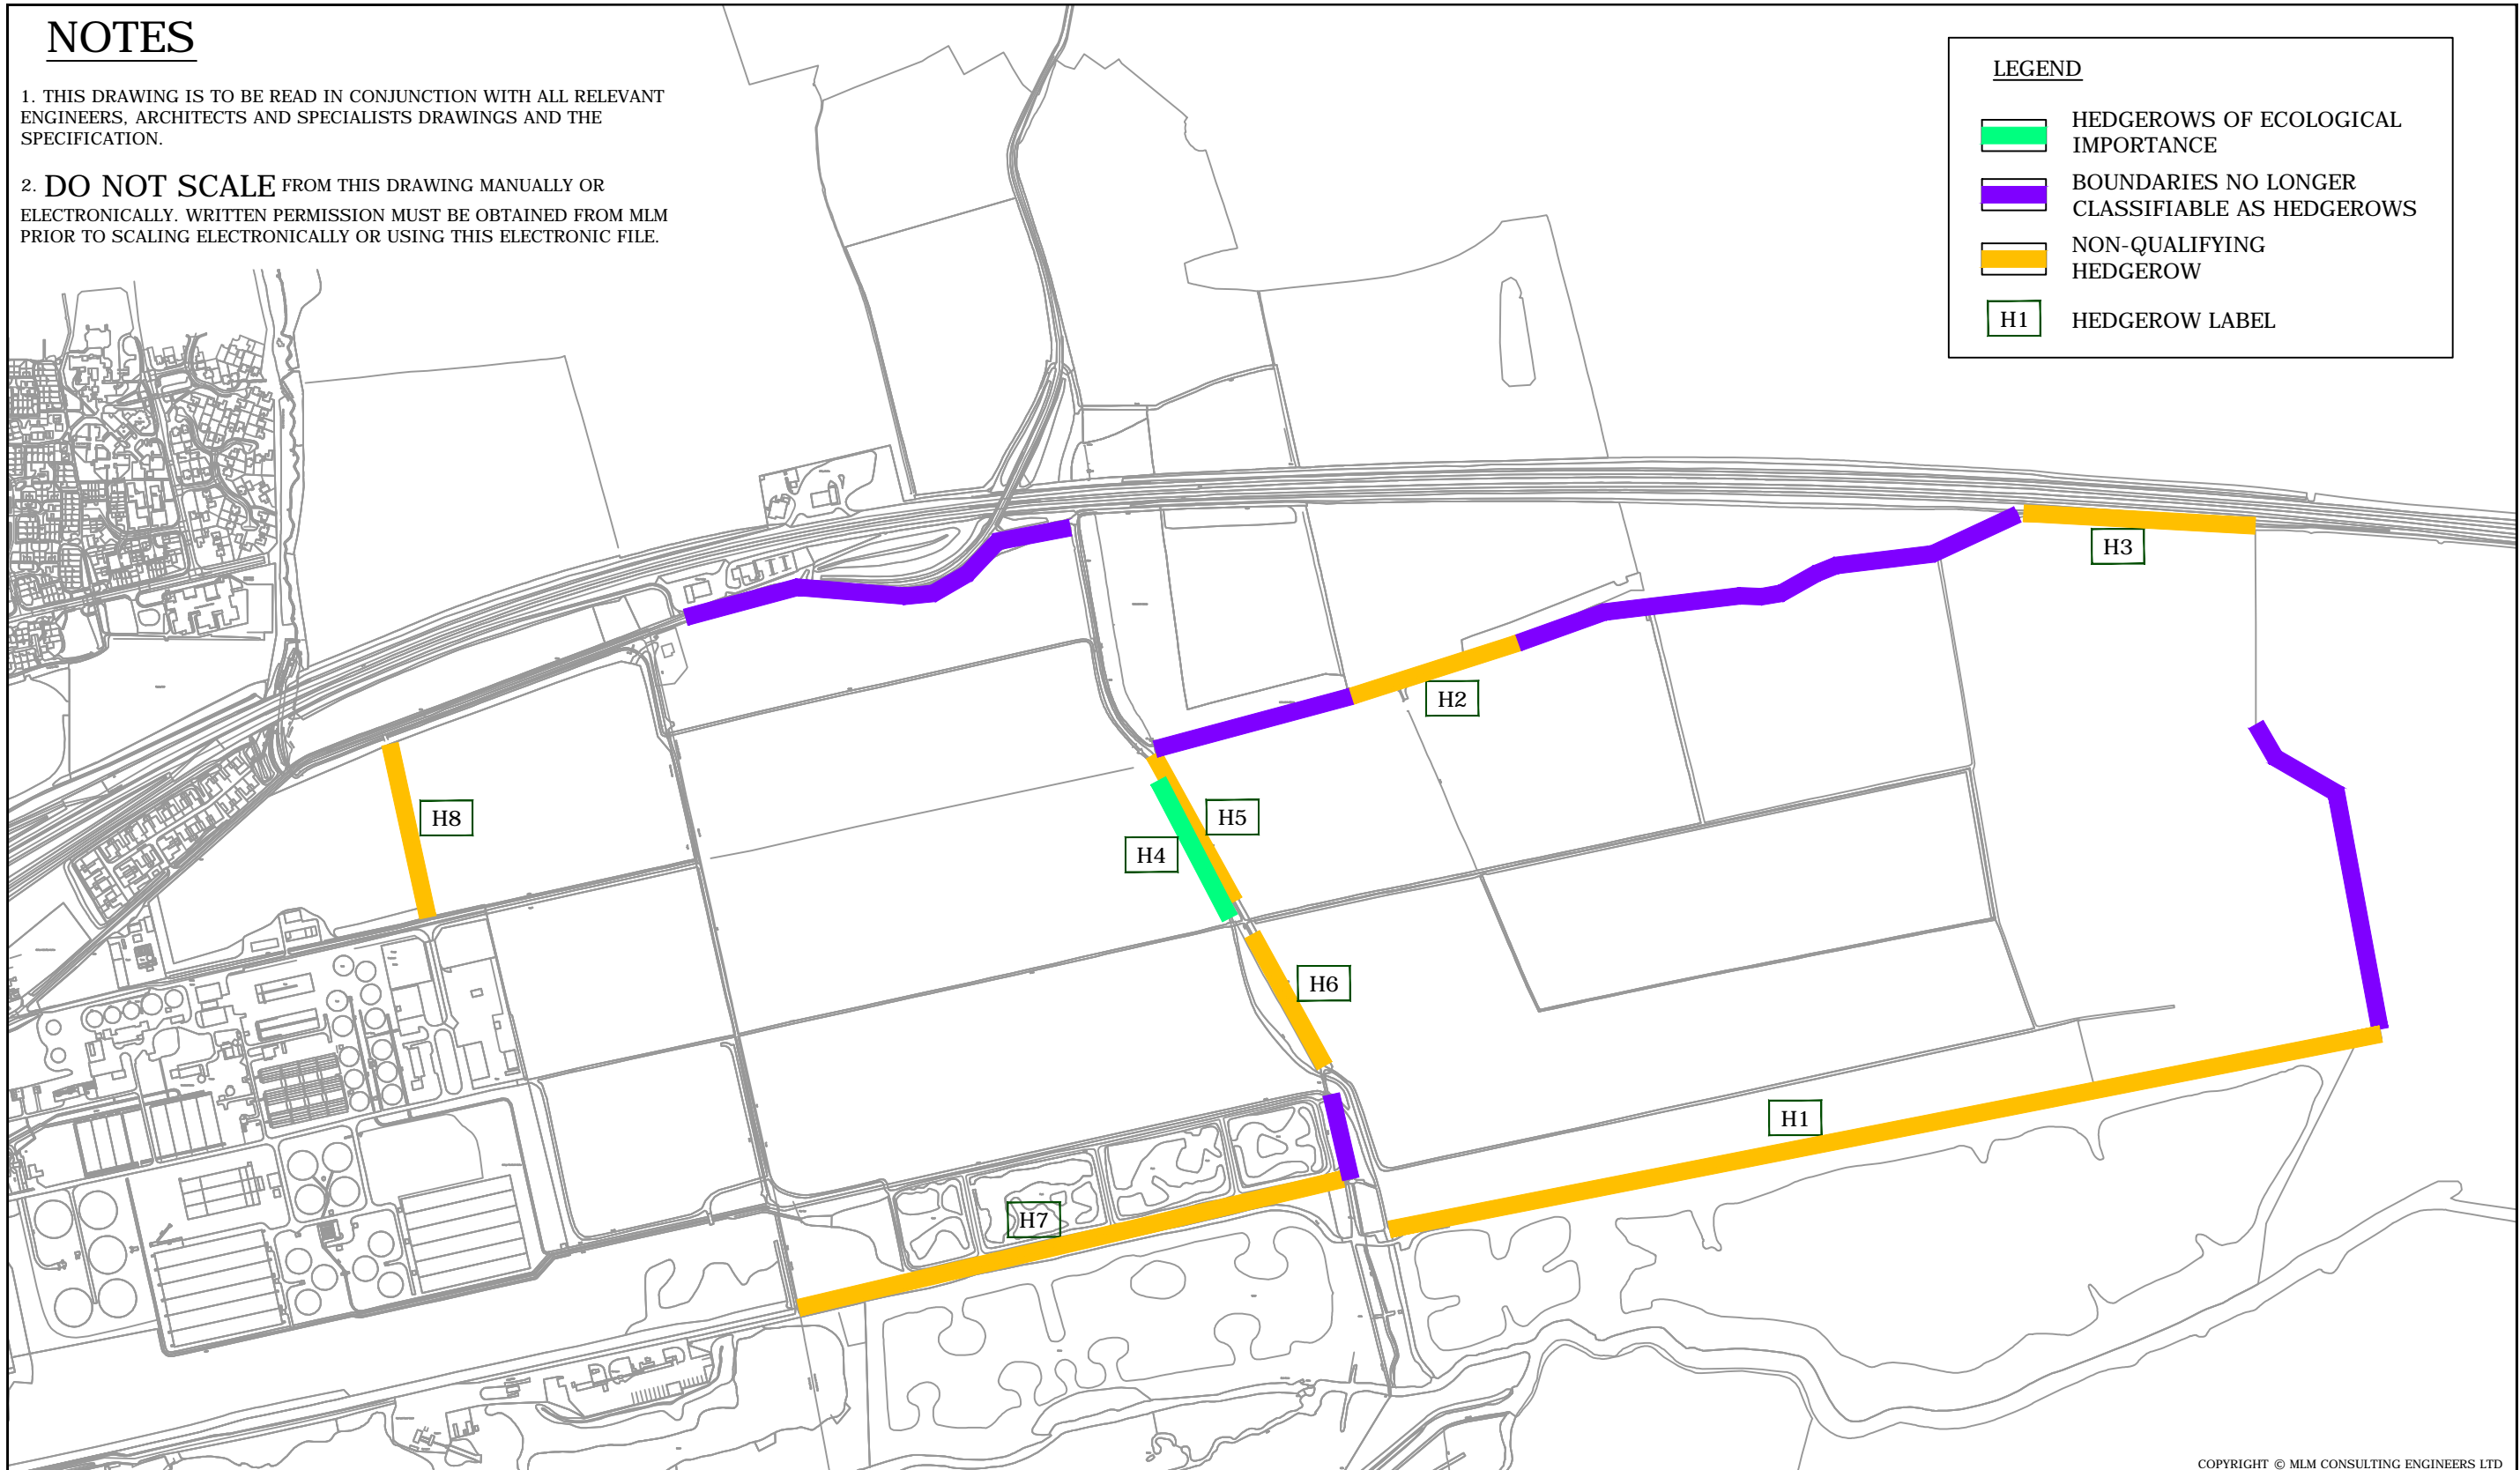 NOTES
1. THIS DRAWING IS TO BE READ IN CONJUNCTION WITH ALL RELEVANT
ENGINEERS, ARCHITECTS AND SPECIALISTS DRAWINGS AND THE
SPECIFICATION.
2. DO NOT SCALE FROM THIS DRAWING MANUALLY OR
ELECTRONICALLY. WRITTEN PERMISSION MUST BE OBTAINED FROM MLM
PRIOR TO SCALING ELECTRONICALLY OR USING THIS ELECTRONIC FILE.
LEGEND
HEDGEROWS OF ECOLOGICAL
IMPORTANCE
BOUNDARIES NO LONGER
CLASSIFIABLE AS HEDGEROWS
NON-QUALIFYING
HEDGEROW
H1 HEDGEROW LABEL
H3
H2
H8
H5
H4
H6
H1
H7
COPYRIGHT © MLM CONSULTING ENGINEERS LTD